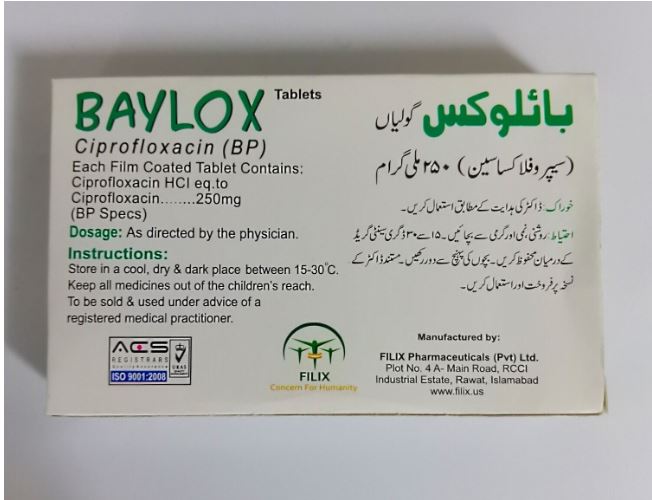 BAYLOX Tablets
Ciprofloxacin (BP)
Each Film Coated Tablet Contains:
Ciprofloxacin HCl eq.to
Ciprofloxacin........250mg
(BP Specs)
Dosage: As directed by the physician.
Instructions:
Store in a cool, dry & dark place between 15-30°C.
Keep all medicines out of the children's reach.
To be sold & used under advice of a
registered medical practitioner.
بائلوکس گولیاں
(سیپروفلاکساسین) ۲۵۰ ملی گرام
خوراک: ڈاکٹر کی ہدایت کے مطابق استعمال کریں۔
احتیاط: روشنی، نمی اور گرمی سے بچائیں۔ ۱۵ سے ۳۰ ڈگری سینٹی گریڈ
کے درمیان محفوظ کریں۔ بچوں کی پہنچ سے دور رکھیں۔ مستند ڈاکٹر کے
نسخہ پر فروخت اور استعمال کریں۔
ACS
REGISTRARS
ISO 9001:2008
UKAS
FILIX
Concern For Humanity
Manufactured by:
FILIX Pharmaceuticals (Pvt) Ltd.
Plot No. 4 A- Main Road, RCCI
Industrial Estate, Rawat, Islamabad
www.filix.us